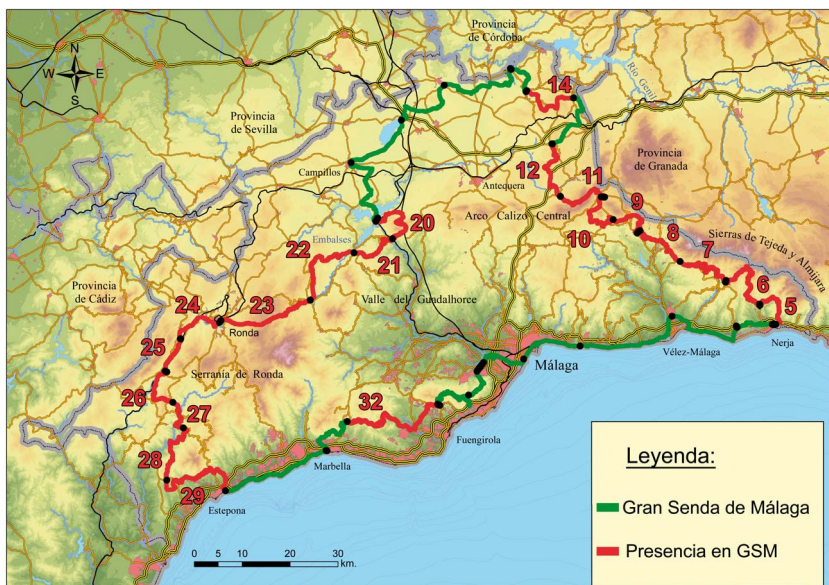 Provincia
de Córdoba
N
W E
S
Río Genil
14
Provincia
de Sevilla
Provincia
de Granada
Campillos
12
Antequera
11
Arco Calizo Central
9
10
20
Sierras de Tejeda y
Almijara
8
7
22
Embalses
21
Provincia
de Cádiz
6
24
23
Valle del Guadalhorce
5
Ronda
Nerja
25
Málaga
Vélez-Málaga
Serranía de Ronda
26
27
32
Fuengirola
28
Marbella
29
Estepona
0 5 10 20 30
km.
Leyenda:
Gran Senda de Málaga
Presencia en GSM